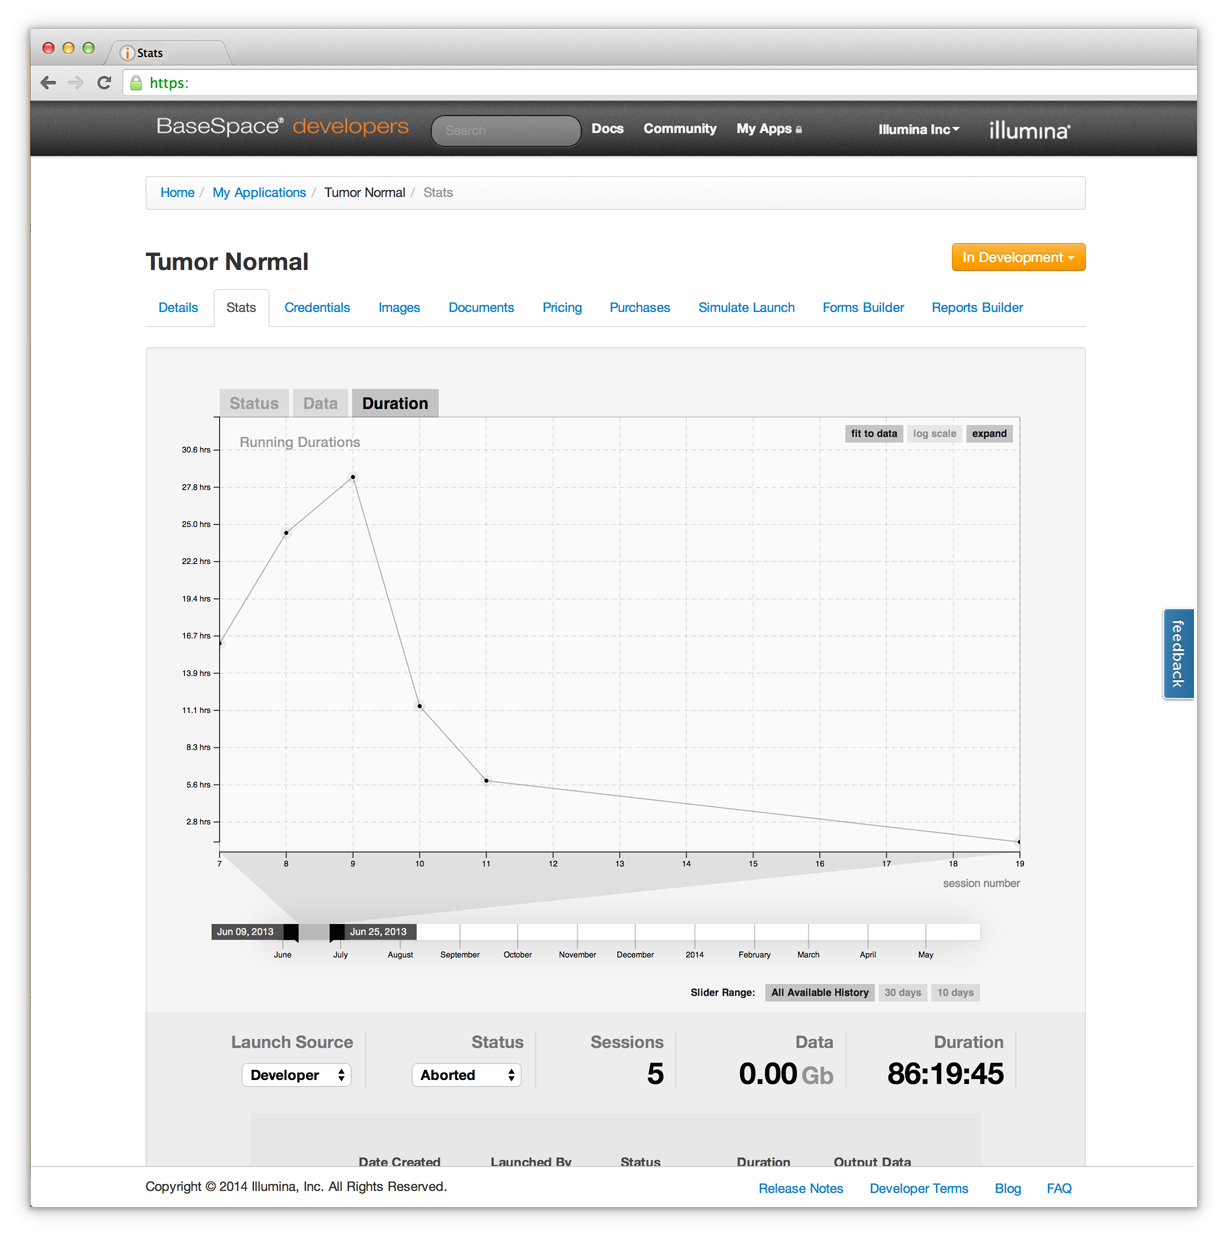 Stats
https:
BaseSpace® developers Search Docs Community My Apps Illumina Inc illumina®
Home / My Applications / Tumor Normal / Stats
Tumor Normal
In Development
Details Stats Credentials Images Documents Pricing Purchases Simulate Launch Forms Builder Reports Builder
Status Data Duration
Running Durations
fit to data log scale expand
30.6 hrs
27.8 hrs
25.0 hrs
22.2 hrs
19.4 hrs
16.7 hrs
13.9 hrs
11.1 hrs
8.3 hrs
5.6 hrs
2.8 hrs
7 8 9 10 11 12 13 14 15 16 17 18 19
session number
feedback
Jun 09, 2013 Jun 25, 2013
June July August September October November December 2014 February March April May
Slider Range: All Available History 30 days 10 days
Launch Source Status Sessions Data Duration
Developer Aborted 5 0.00 Gb 86:19:45
Date Created Launched By Status Duration Output Data
Copyright © 2014 Illumina, Inc. All Rights Reserved.
Release Notes Developer Terms Blog FAQ